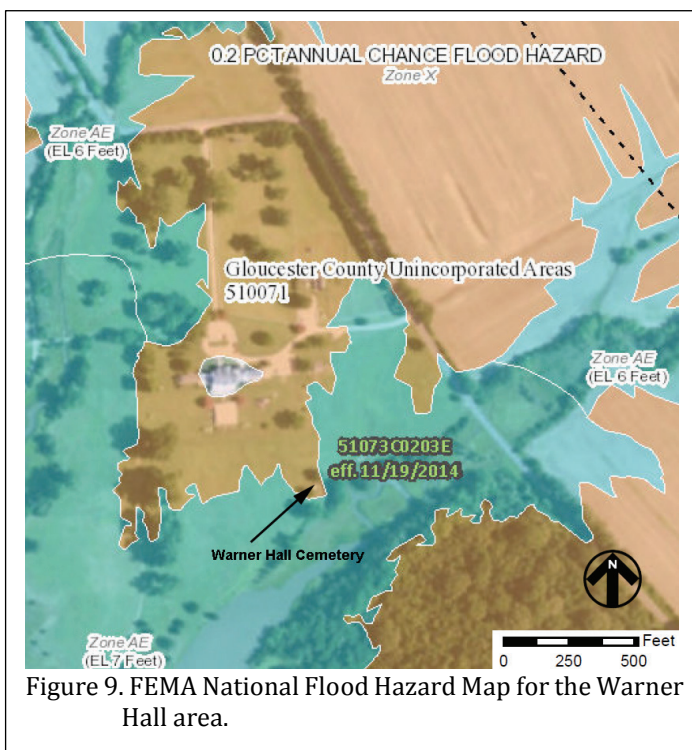 0.2 PCT ANNUAL CHANCE FLOOD HAZARD
Zone X
Zone AE
(EL 6 Feet)
Gloucester County Unincorporated Areas
510071
Zone AE
(EL 6 Feet)
51073C0203E
eff. 11/19/2014
Warner Hall Cemetery
N
Zone AE
(EL 7 Feet)
Feet
0 250 500
Figure 9. FEMA National Flood Hazard Map for the Warner
Hall area.